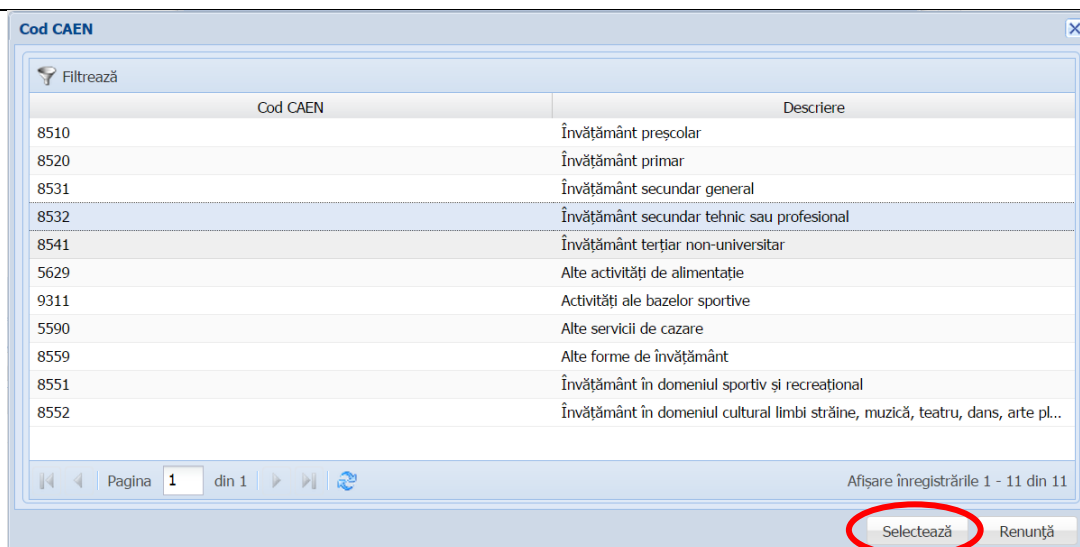 Cod CAEN
Filtrează
Cod CAEN Descriere
8510 Învățământ preșcolar
8520 Învățământ primar
8531 Învățământ secundar general
8532 Învățământ secundar tehnic sau profesional
8541 Învățământ terțiar non-universitar
5629 Alte activități de alimentație
9311 Activități ale bazelor sportive
5590 Alte servicii de cazare
8559 Alte forme de învățământ
8551 Învățământ în domeniul sportiv și recreațional
8552 Învățământ în domeniul cultural limbi străine, muzică, teatru, dans, arte pl...
Pagina 1 din 1 Afișare înregistrările 1 - 11 din 11
Selectează Renunță